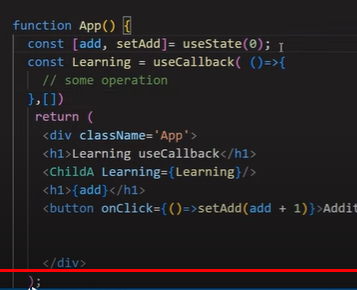 function App() {
const [add, setAdd]= useState(0);
const Learning = useCallback( ()=>{
// some operation
},[])
return (
<div className='App'>
<h1>Learning useCallback</h1>
<ChildA Learning={Learning}/>
<h1>{add}</h1>
<button onClick={()=>setAdd(add + 1)}>Addit
</div>
);